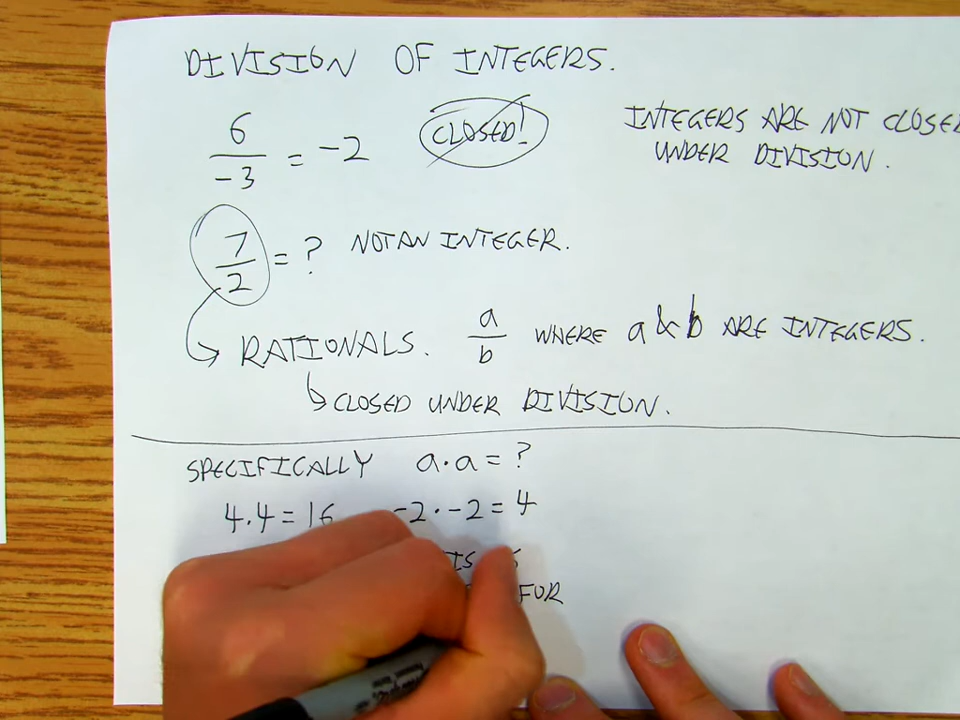 DIVISION OF INTEGERS.
6/-3 = -2 CLOSED!
INTEGERS ARE NOT CLOSED
UNDER DIVISION.
7/2 = ? NOT AN INTEGER.
RATIONALS. a/b WHERE a & b ARE INTEGERS.
CLOSED UNDER DIVISION.
SPECIFICALLY a·a = ?
4·4 = 16 -2·-2 = 4
IS
FOR